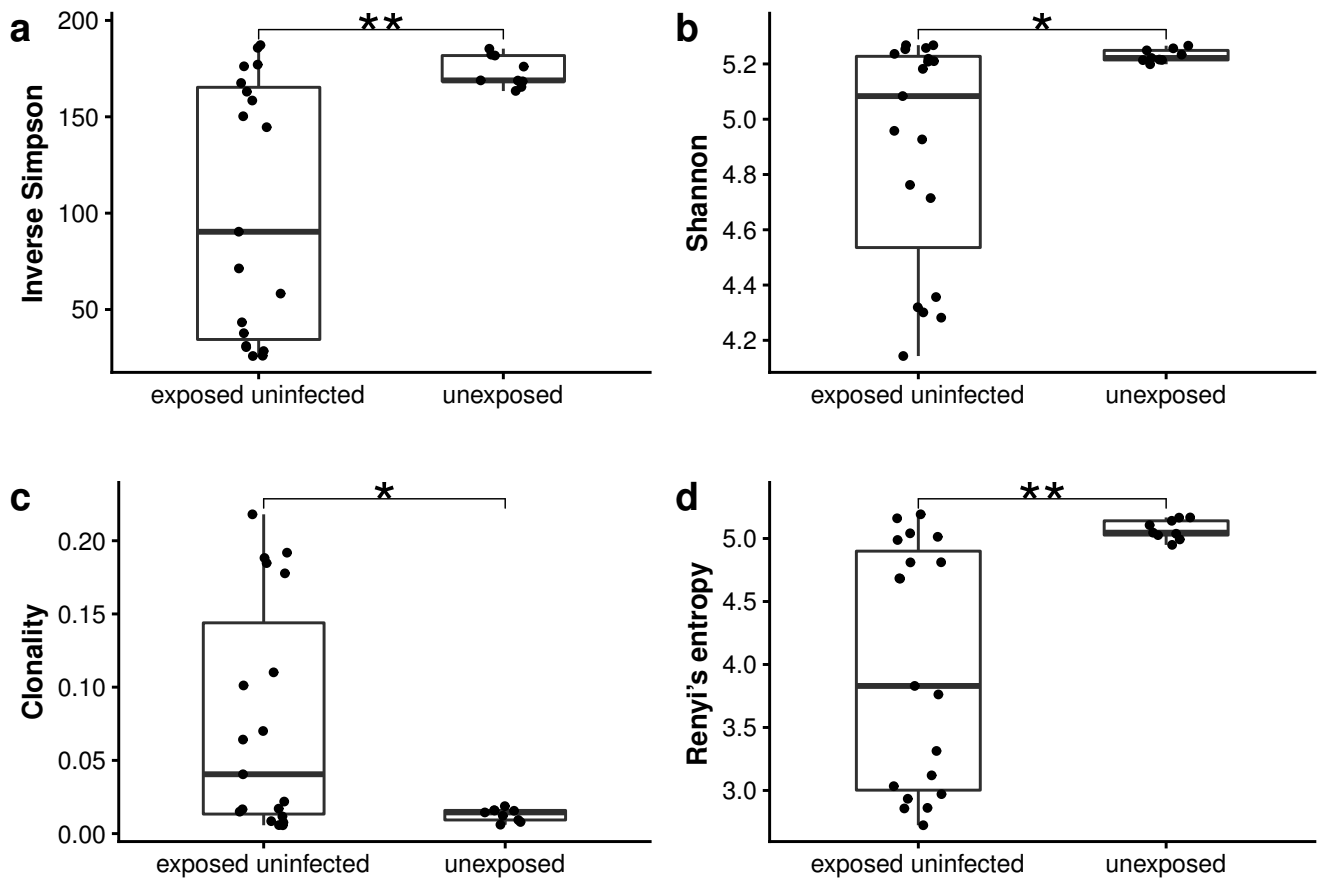 a
Inverse Simpson
200
150
100
50
**
exposed uninfected
unexposed
b
Shannon
5.2
5.0
4.8
4.6
4.4
4.2
*
exposed uninfected
unexposed
c
Clonality
0.20
0.15
0.10
0.05
0.00
*
exposed uninfected
unexposed
d
Renyi's entropy
5.0
4.5
4.0
3.5
3.0
**
exposed uninfected
unexposed